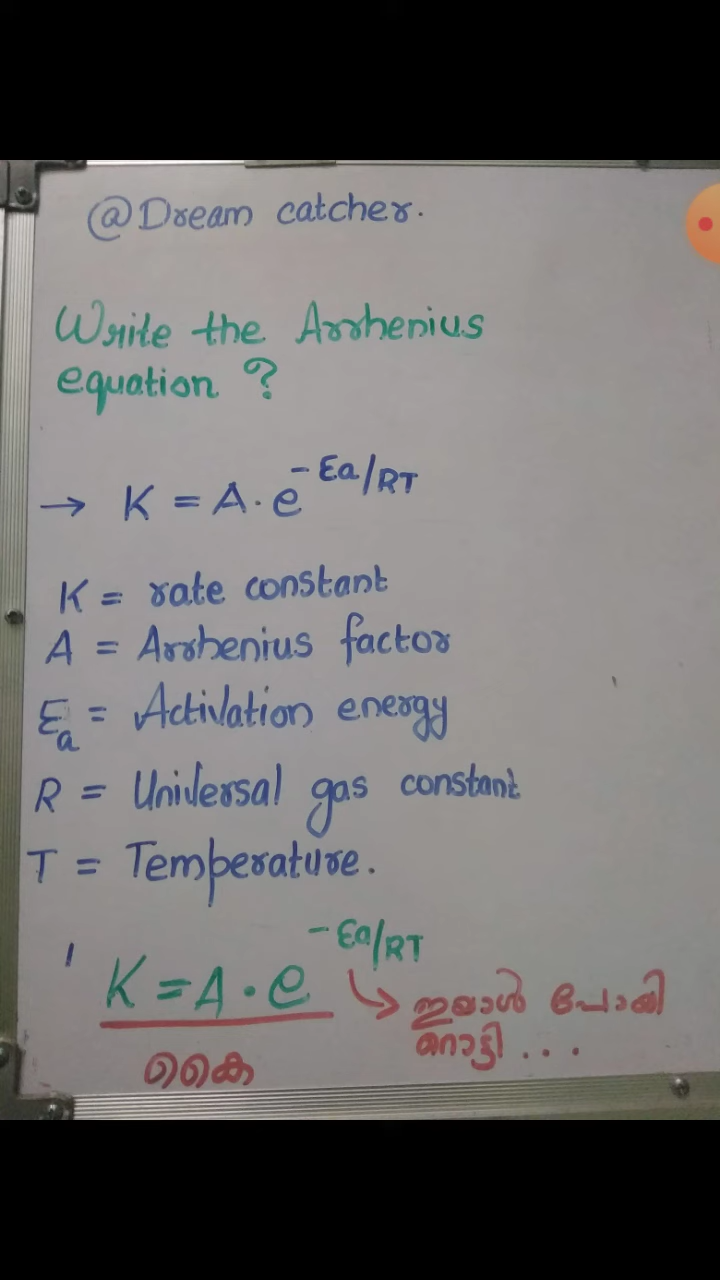 @Dream catcher.
Write the Arrhenius
equation ?
→ K = A. e^-Ea/RT
K = rate constant
A = Arrhenius factor
Ea = Activation energy
R = Universal gas constant
T = Temperature.
K = A . e^-Ea/RT
→ ഇയാൾ പോയി
റൊട്ടി ...
കൈ